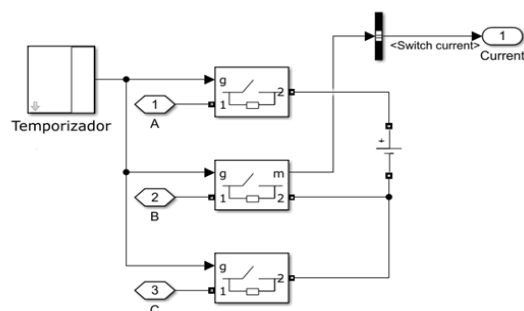 1
<Switch current>
Current
Temporizador
g
1
2
1
A
g
m
1
2
2
B
+
g
1
2
3
C